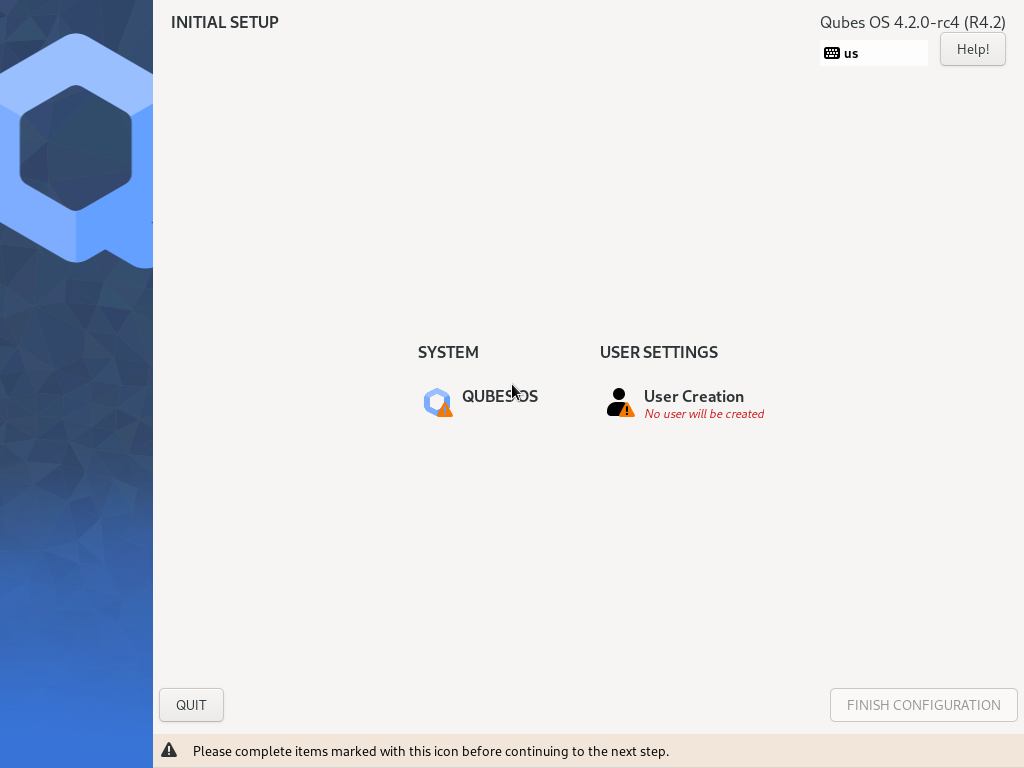 INITIAL SETUP
Qubes OS 4.2.0-rc4 (R4.2)
us
Help!
SYSTEM
USER SETTINGS
QUBES OS
User Creation
No user will be created
QUIT
FINISH CONFIGURATION
Please complete items marked with this icon before continuing to the next step.